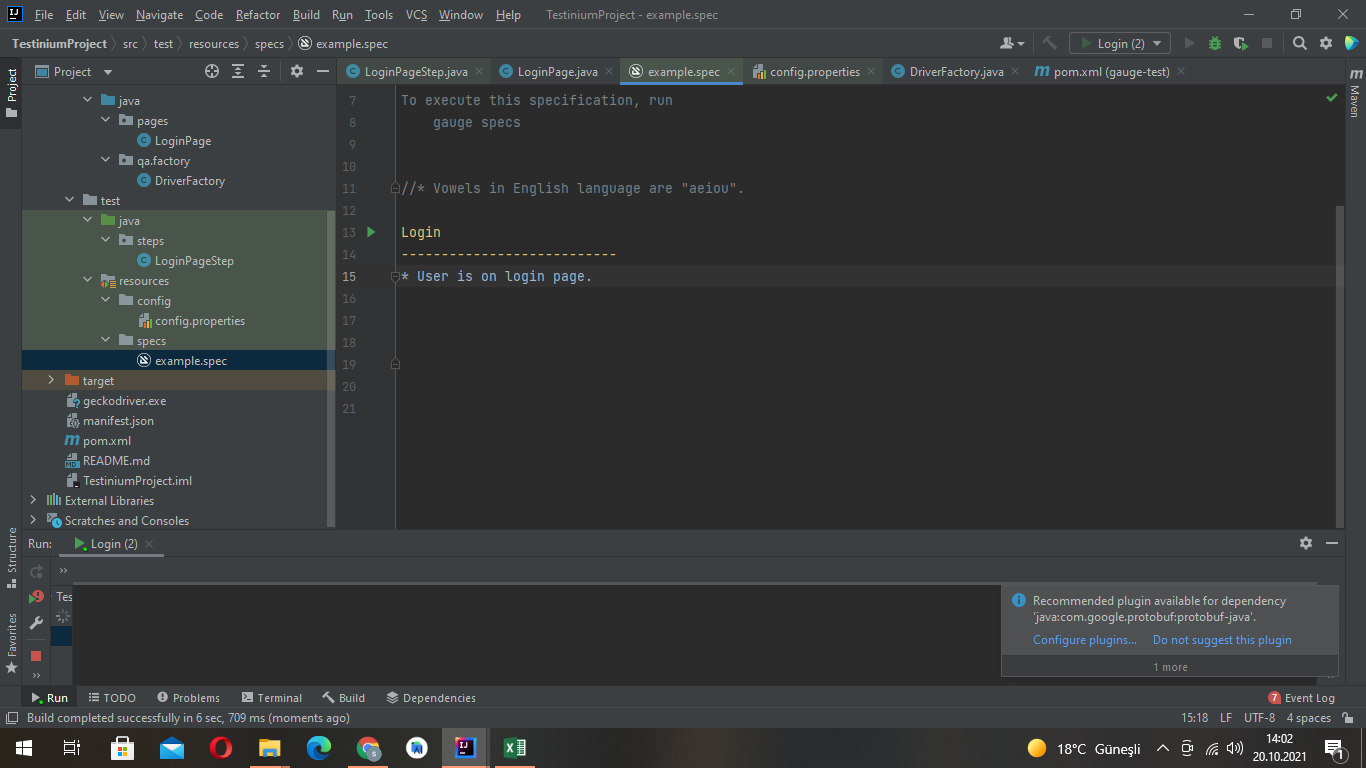 File Edit View Navigate Code Refactor Build Run Tools VCS Window Help TestiniumProject - example.spec
TestiniumProject src test resources specs example.spec Login (2)
Project LoginPageStep.java LoginPage.java example.spec config.properties DriverFactory.java pom.xml (gauge-test)
Project
Maven
Structure
Favorites
java
pages
LoginPage
qa.factory
DriverFactory
test
java
steps
LoginPageStep
resources
config
config.properties
specs
example.spec
target
geckodriver.exe
manifest.json
pom.xml
README.md
TestiniumProject.iml
External Libraries
Scratches and Consoles
7 To execute this specification, run
8 gauge specs
9
10
11 //* Vowels in English language are "aeiou".
12
13 Login
14 ---------------------------
15 * User is on login page.
16
17
18
19
20
21
Run: Login (2)
Tes
Recommended plugin available for dependency
'java:com.google.protobuf:protobuf-java'.
Configure plugins... Do not suggest this plugin
1 more
Run TODO Problems Terminal Build Dependencies 7 Event Log
Build completed successfully in 6 sec, 709 ms (moments ago) 15:18 LF UTF-8 4 spaces
18°C Güneşli 14:02
20.10.2021
1